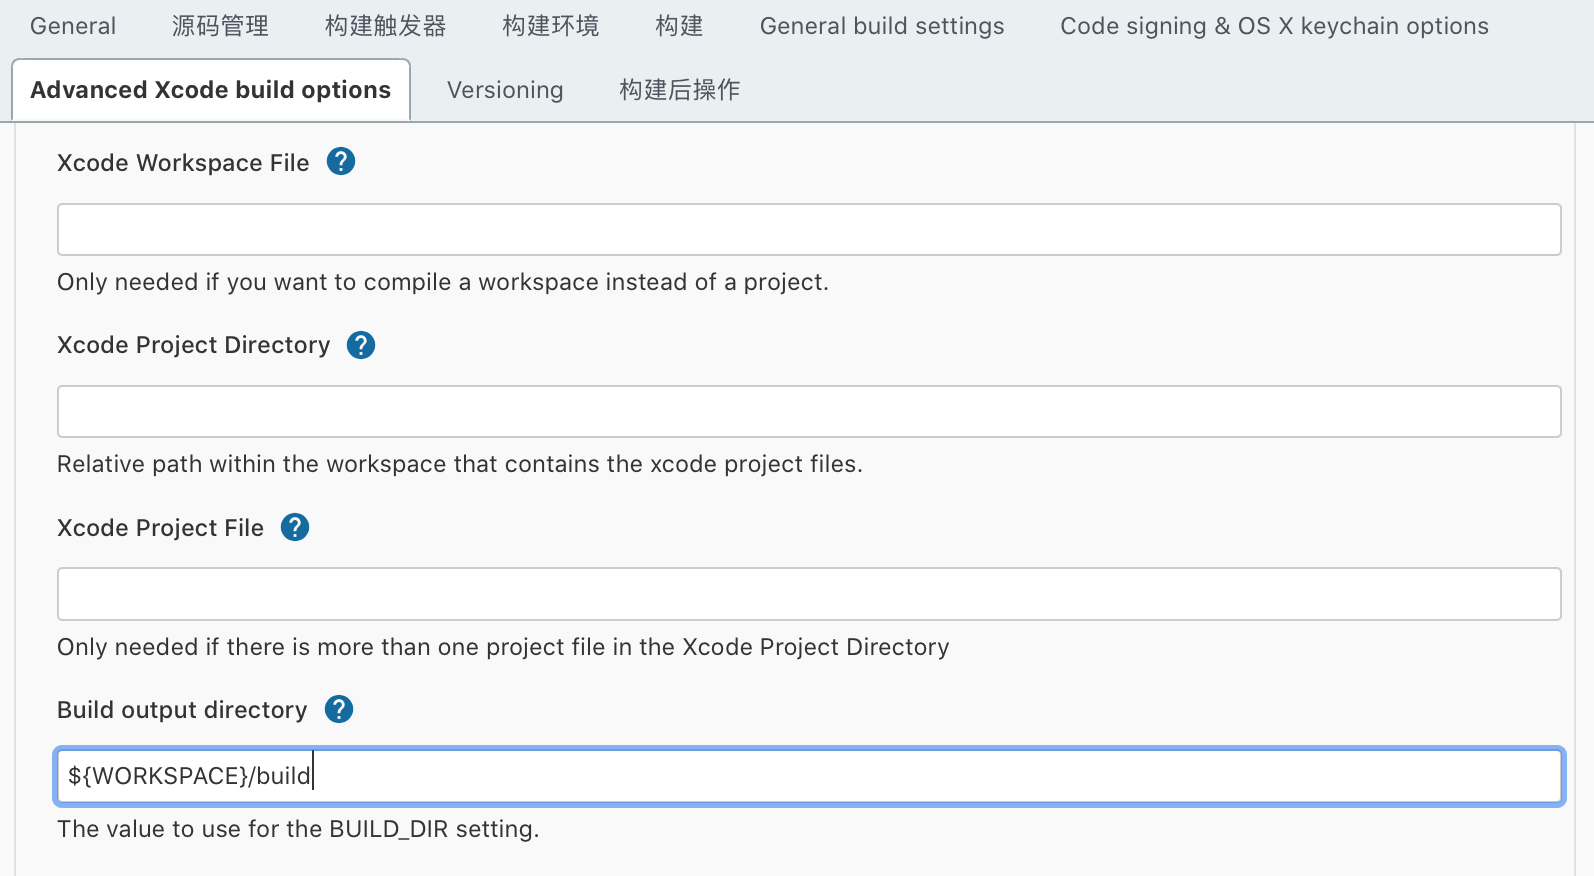 General 源码管理 构建触发器 构建环境 构建 General build settings Code signing & OS X keychain options
Advanced Xcode build options Versioning 构建后操作
Xcode Workspace File ?
Only needed if you want to compile a workspace instead of a project.
Xcode Project Directory ?
Relative path within the workspace that contains the xcode project files.
Xcode Project File ?
Only needed if there is more than one project file in the Xcode Project Directory
Build output directory ?
${WORKSPACE}/build
The value to use for the BUILD_DIR setting.